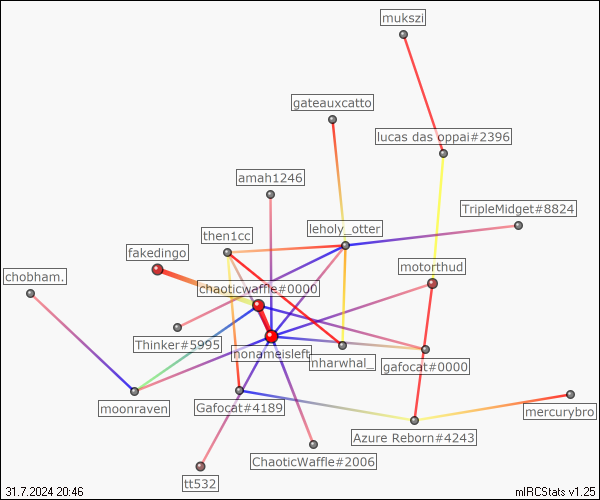 mukszi
gateauxcatto
lucas das oppai#2396
amah1246
TripleMidget#8824
leholy_otter
then1cc
fakedingo
motorthud
chobham.
chaoticwaffle#0000
Thinker#5995
nonameisleft
nharwhal_
gafocat#0000
moonraven
Gafocat#4189
mercurybro
Azure Reborn#4243
ChaoticWaffle#2006
tt532
31.7.2024 20:46
mIRCStats v1.25